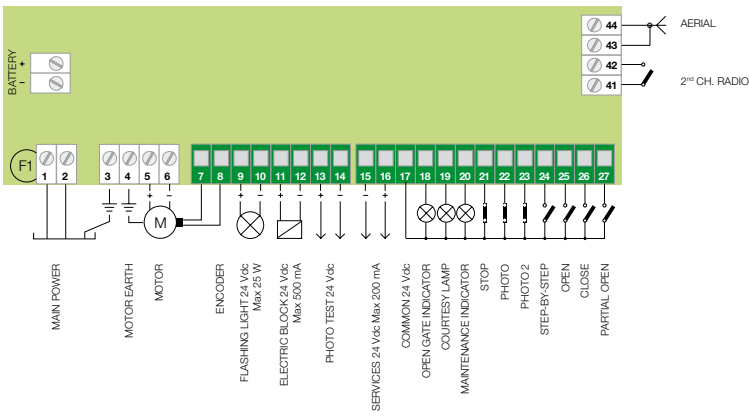 44 AERIAL
43
42
41 2nd CH. RADIO
BATTERY + −
F1
1 2 3 4 5 6 7 8 9 10 11 12 13 14 15 16 17 18 19 20 21 22 23 24 25 26 27
+ − + − + − + − − +
M
MAIN POWER
MOTOR EARTH
MOTOR
ENCODER
FLASHING LIGHT 24 Vdc
Max 25 W
ELECTRIC BLOCK 24 Vdc
Max 500 mA
PHOTO TEST 24 Vdc
SERVICES 24 Vdc Max 200 mA
COMMON 24 Vdc
OPEN GATE INDICATOR
COURTESY LAMP
MAINTENANCE INDICATOR
STOP
PHOTO
PHOTO 2
STEP-BY-STEP
OPEN
CLOSE
PARTIAL OPEN